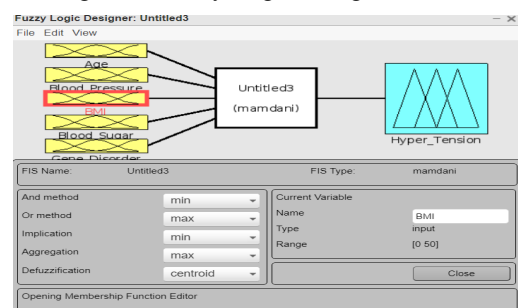 Fuzzy Logic Designer: Untitled3
File Edit View
Age
Blood Pressure
BMI
Blood Sugar
Gene Disorder
Untitled3
(mamdani)
Hyper_Tension
FIS Name: Untitled3 FIS Type: mamdani
And method min
Or method max
Implication min
Aggregation max
Defuzzification centroid
Current Variable
Name BMI
Type input
Range [0 50]
Close
Opening Membership Function Editor